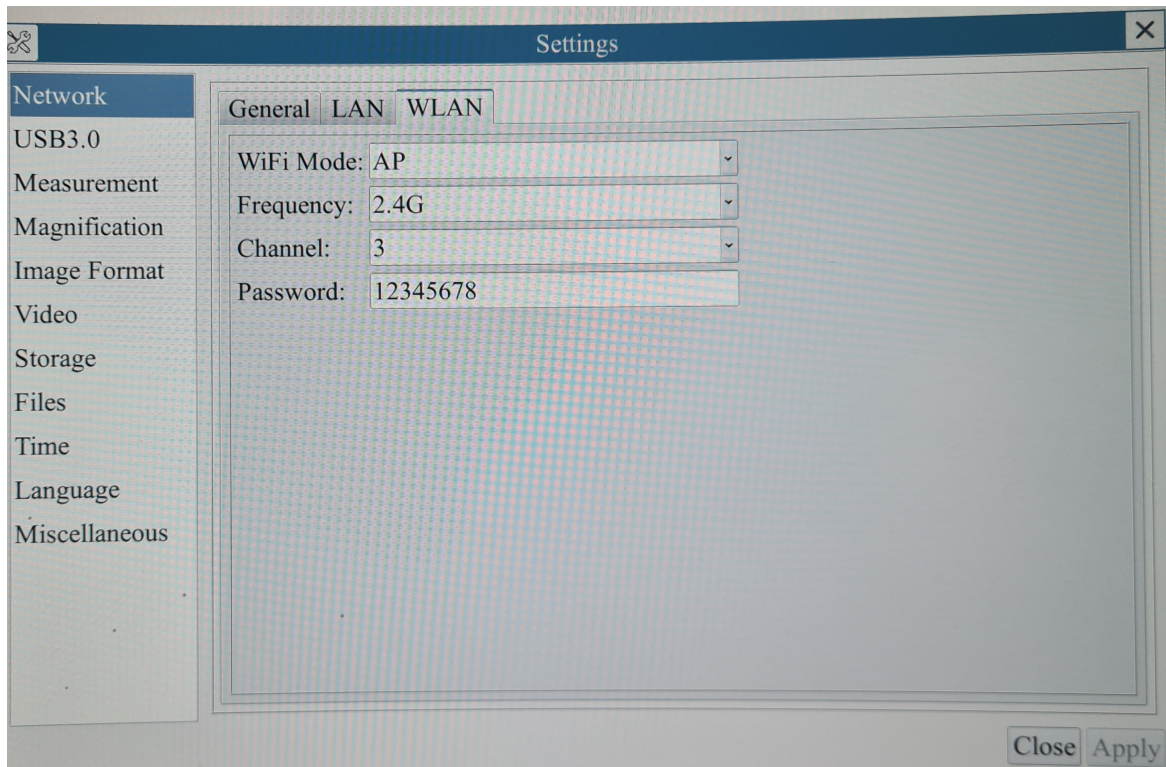 Settings
Network
USB3.0
Measurement
Magnification
Image Format
Video
Storage
Files
Time
Language
Miscellaneous
General LAN WLAN
WiFi Mode: AP
Frequency: 2.4G
Channel: 3
Password: 12345678
Close Apply